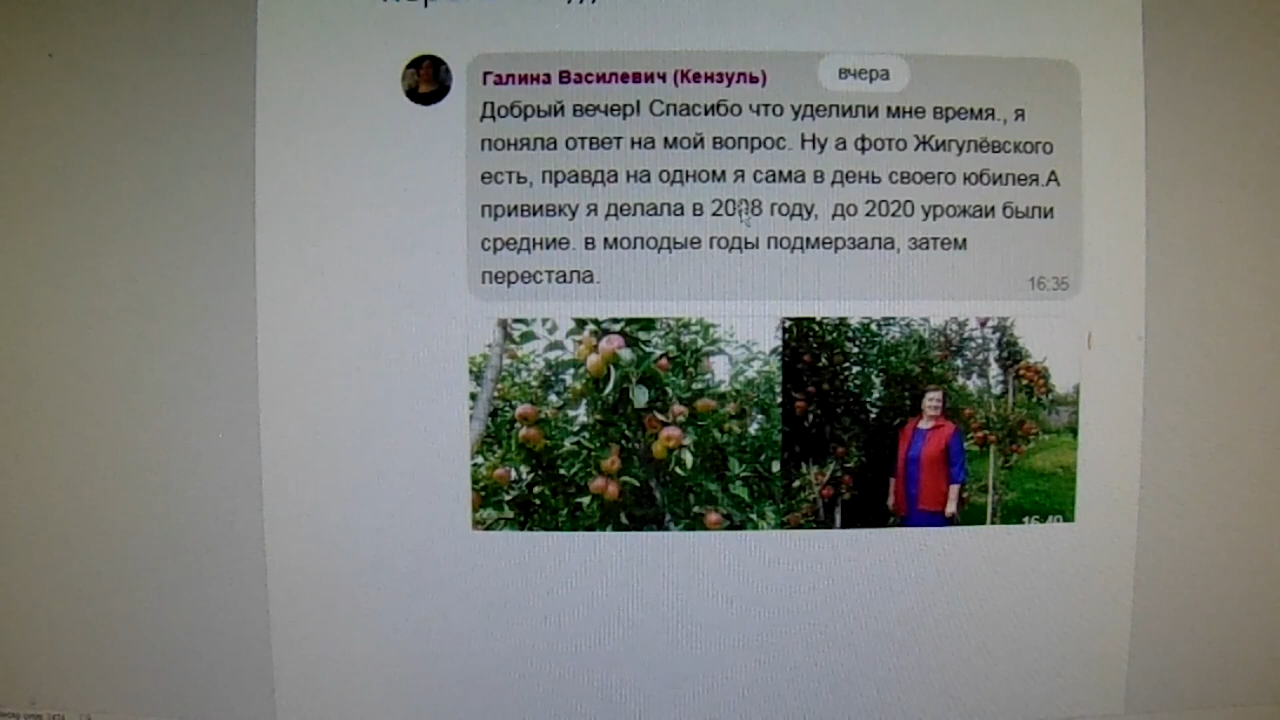 Галина Василевич (Кензуль)
вчера
Добрый вечер! Спасибо что уделили мне время., я
поняла ответ на мой вопрос. Ну а фото Жигулёвского
есть, правда на одном я сама в день своего юбилея.А
прививку я делала в 2008 году, до 2020 урожаи были
средние. в молодые годы подмерзала, затем
перестала.
16:35
16:40